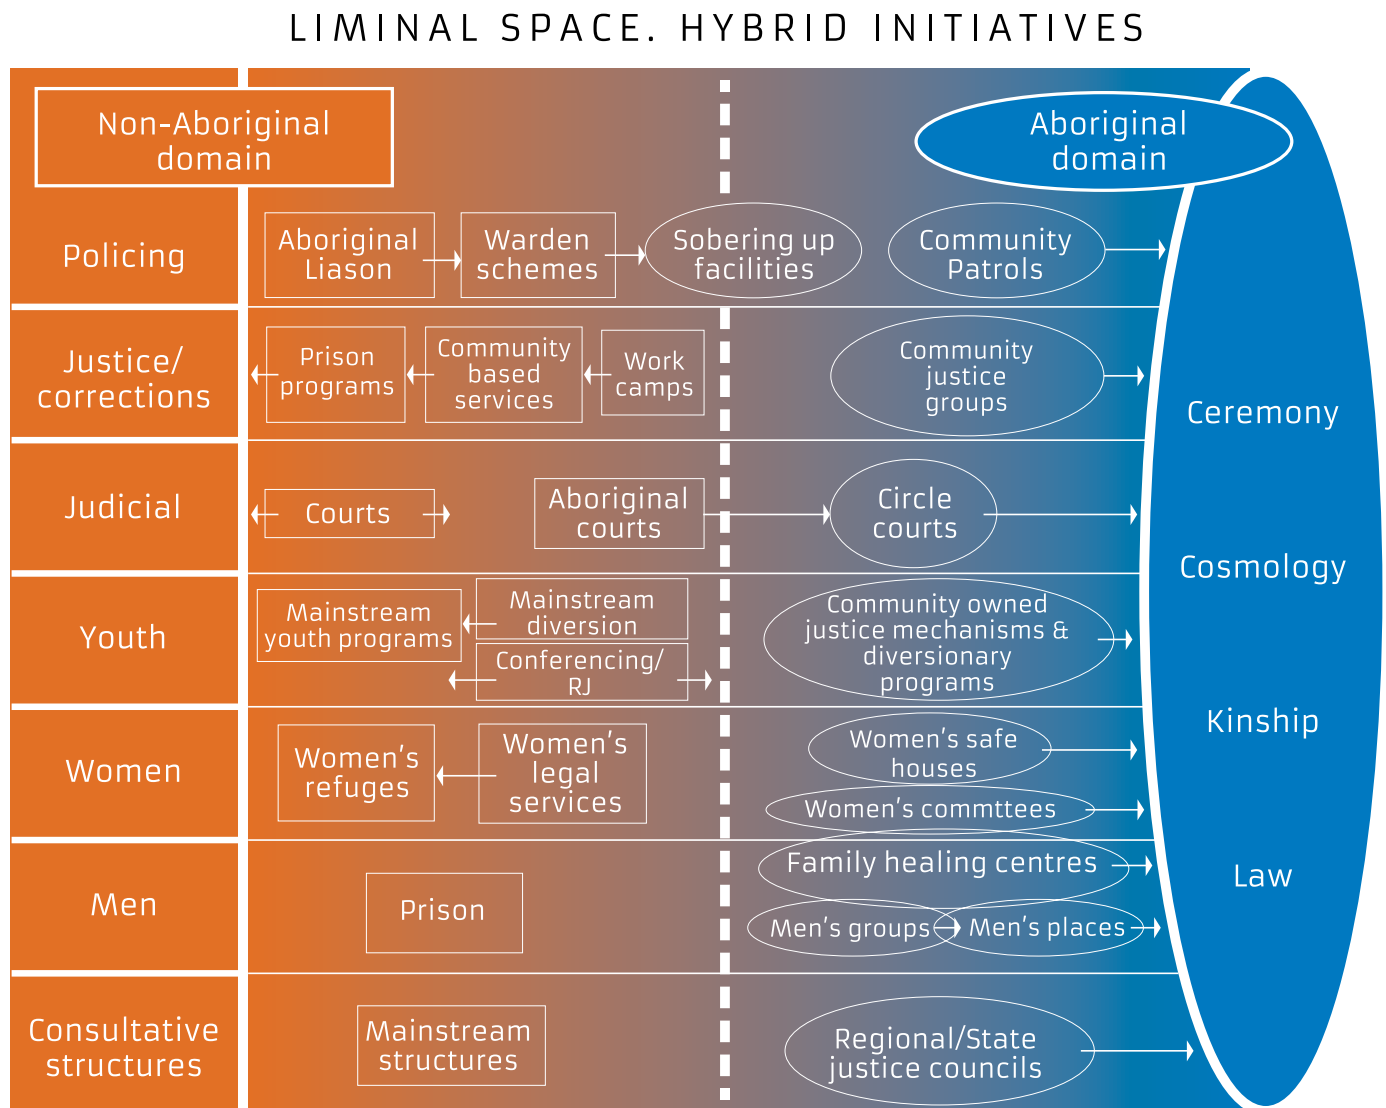 LIMINAL SPACE. HYBRID INITIATIVES
Non-Aboriginal
domain
Aboriginal
domain
Policing
Aboriginal
Liason
Warden
schemes
Sobering up
facilities
Community
Patrols
Justice/
corrections
Prison
programs
Community
based
services
Work
camps
Community
justice
groups
Judicial
Courts
Aboriginal
courts
Circle
courts
Youth
Mainstream
youth programs
Mainstream
diversion
Conferencing/
RJ
Community owned
justice mechanisms &
diversionary
programs
Women
Women's
refuges
Women's
legal
services
Women's safe
houses
Women's commttees
Men
Prison
Family healing centres
Men's groups
Men's places
Consultative
structures
Mainstream
structures
Regional/State
justice councils
Ceremony
Cosmology
Kinship
Law